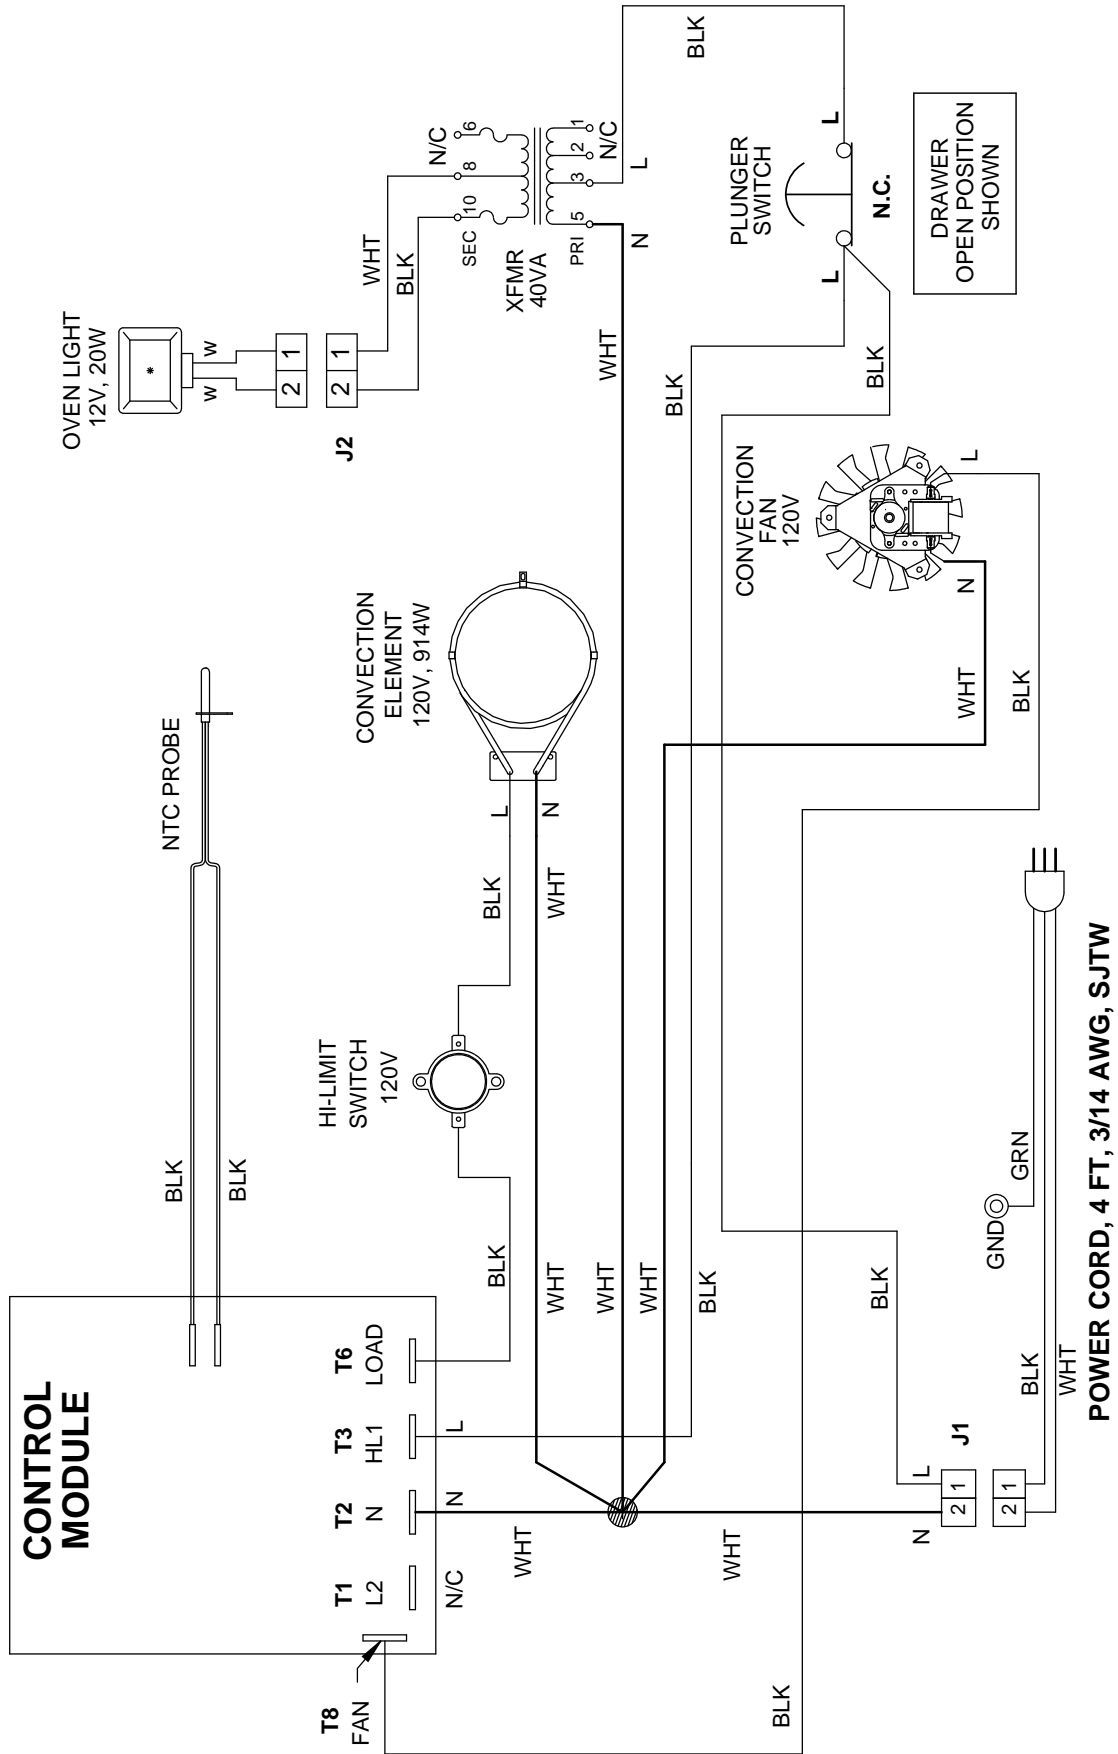 CONTROL
MODULE
T8
FAN
T1
L2
N/C
T2
N
N
T3
HL1
L
T6
LOAD
BLK
BLK
NTC PROBE
BLK
HI-LIMIT
SWITCH
120V
BLK
L
N
WHT
CONVECTION
ELEMENT
120V, 914W
OVEN LIGHT
12V, 20W
W
W
2 1
2 1
J2
WHT
BLK
N/C
6
8
10
SEC
XFMR
40VA
PRI
5
3
2
1
N/C
N
L
WHT
BLK
PLUNGER
SWITCH
L
L
N.C.
DRAWER
OPEN POSITION
SHOWN
BLK
BLK
CONVECTION
FAN
120V
N
L
WHT
BLK
WHT
WHT
WHT
WHT
WHT
BLK
BLK
BLK
N
L
2 1
2 1
J1
GND
GRN
BLK
WHT
POWER CORD, 4 FT, 3/14 AWG, SJTW